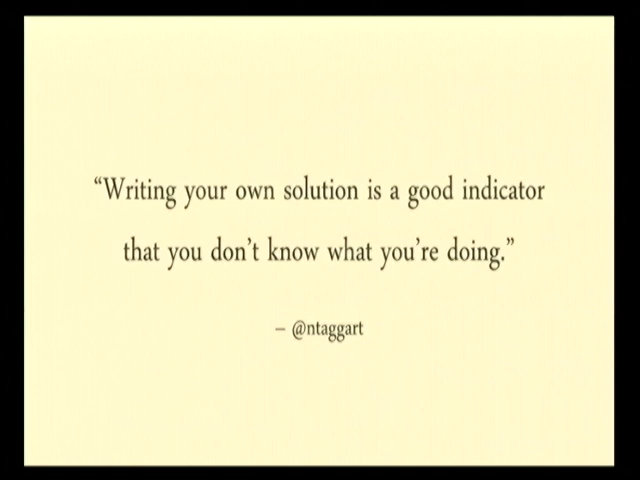 “Writing your own solution is a good indicator
that you don’t know what you’re doing.”
– @ntaggart